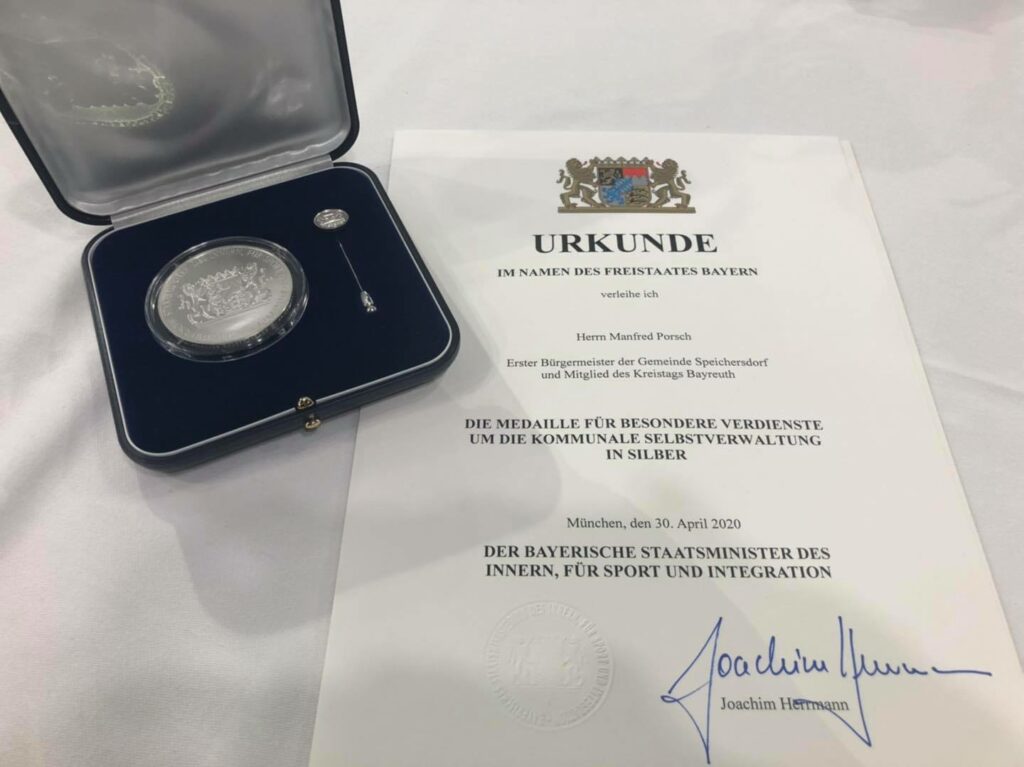 URKUNDE
IM NAMEN DES FREISTAATES BAYERN
verleihe ich
Herrn Manfred Porsch
Erster Bürgermeister der Gemeinde Speichersdorf
und Mitglied des Kreistags Bayreuth
DIE MEDAILLE FÜR BESONDERE VERDIENSTE
UM DIE KOMMUNALE SELBSTVERWALTUNG
IN SILBER
München, den 30. April 2020
DER BAYERISCHE STAATSMINISTER DES
INNERN, FÜR SPORT UND INTEGRATION
Joachim Herrmann
Joachim Herrmann